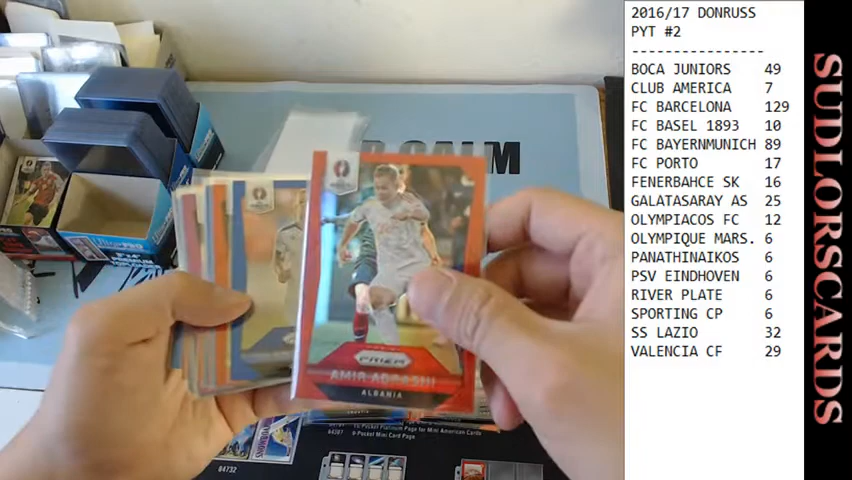 2016/17 DONRUSS
PYT #2
----------------
BOCA JUNIORS 49
CLUB AMERICA 7
FC BARCELONA 129
FC BASEL 1893 10
FC BAYERNMUNICH 89
FC PORTO 17
FENERBAHCE SK 16
GALATASARAY AS 25
OLYMPIACOS FC 12
OLYMPIQUE MARS. 6
PANATHINAIKOS 6
PSV EINDHOVEN 6
RIVER PLATE 6
SPORTING CP 6
SS LAZIO 32
VALENCIA CF 29
SUDLORSCARDS
CALM
PRIZM
AMIR ABRASHI
ALBANIA
84732